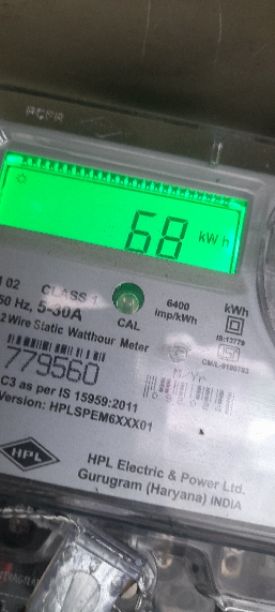 68 kWh
102 CLASS 1
50 Hz, 5-30A
CAL
6400
imp/kWh
kWh
IS:13779
2 Wire Static Watthour Meter
779560
C3 as per IS 15959:2011
Version: HPLSPEM6XXX01
HPL
HPL Electric & Power Ltd.
Gurugram (Haryana) INDIA